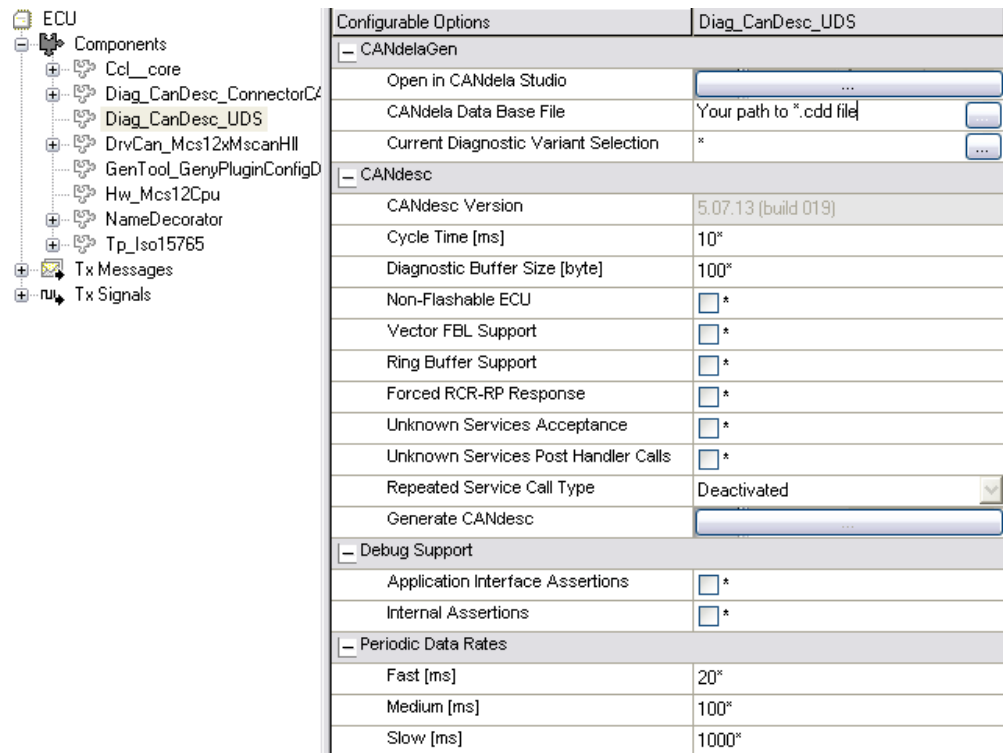 ECU
Components
Ccl__core
Diag_CanDesc_ConnectorCA
Diag_CanDesc_UDS
DrvCan_Mcs12xMscanHll
GenTool_GenyPluginConfigD
Hw_Mcs12Cpu
NameDecorator
Tp_Iso15765
Tx Messages
Tx Signals
Configurable Options Diag_CanDesc_UDS
CANdelaGen
Open in CANdela Studio ...
CANdela Data Base File Your path to *.cdd file ...
Current Diagnostic Variant Selection * ...
CANdesc
CANdesc Version 5.07.13 (build 019)
Cycle Time [ms] 10*
Diagnostic Buffer Size [byte] 100*
Non-Flashable ECU *
Vector FBL Support *
Ring Buffer Support *
Forced RCR-RP Response *
Unknown Services Acceptance *
Unknown Services Post Handler Calls *
Repeated Service Call Type Deactivated
Generate CANdesc ...
Debug Support
Application Interface Assertions *
Internal Assertions *
Periodic Data Rates
Fast [ms] 20*
Medium [ms] 100*
Slow [ms] 1000*